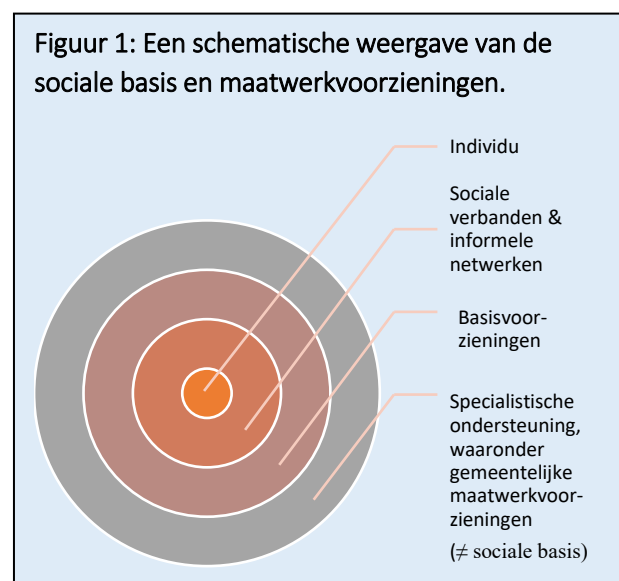 Figuur 1: Een schematische weergave van de
sociale basis en maatwerkvoorzieningen.
Individu
Sociale
verbanden &
informele
netwerken
Basisvoor-
zieningen
Specialistische
ondersteuning,
waaronder
gemeentelijke
maatwerkvoor-
zieningen
(≠ sociale basis)